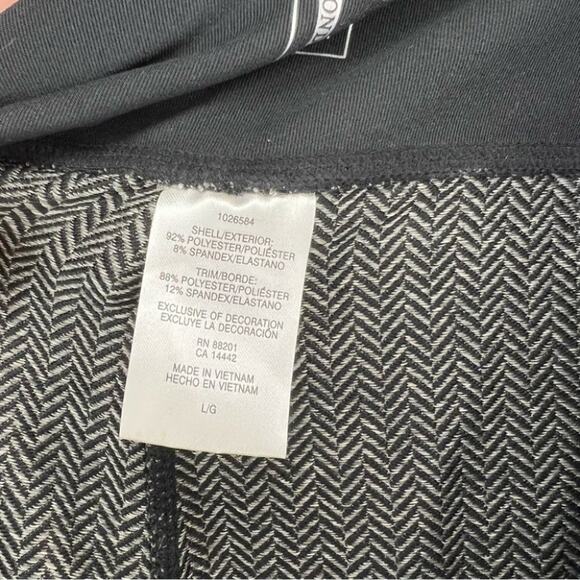 1026584
SHELL/EXTERIOR:
92% POLYESTER/POLIÉSTER
8% SPANDEX/ELASTANO
TRIM/BORDE:
88% POLYESTER/POLIÉSTER
12% SPANDEX/ELASTANO
EXCLUSIVE OF DECORATION
EXCLUYE LA DECORACIÓN
RN 88201
CA 14442
MADE IN VIETNAM
HECHO EN VIETNAM
L/G